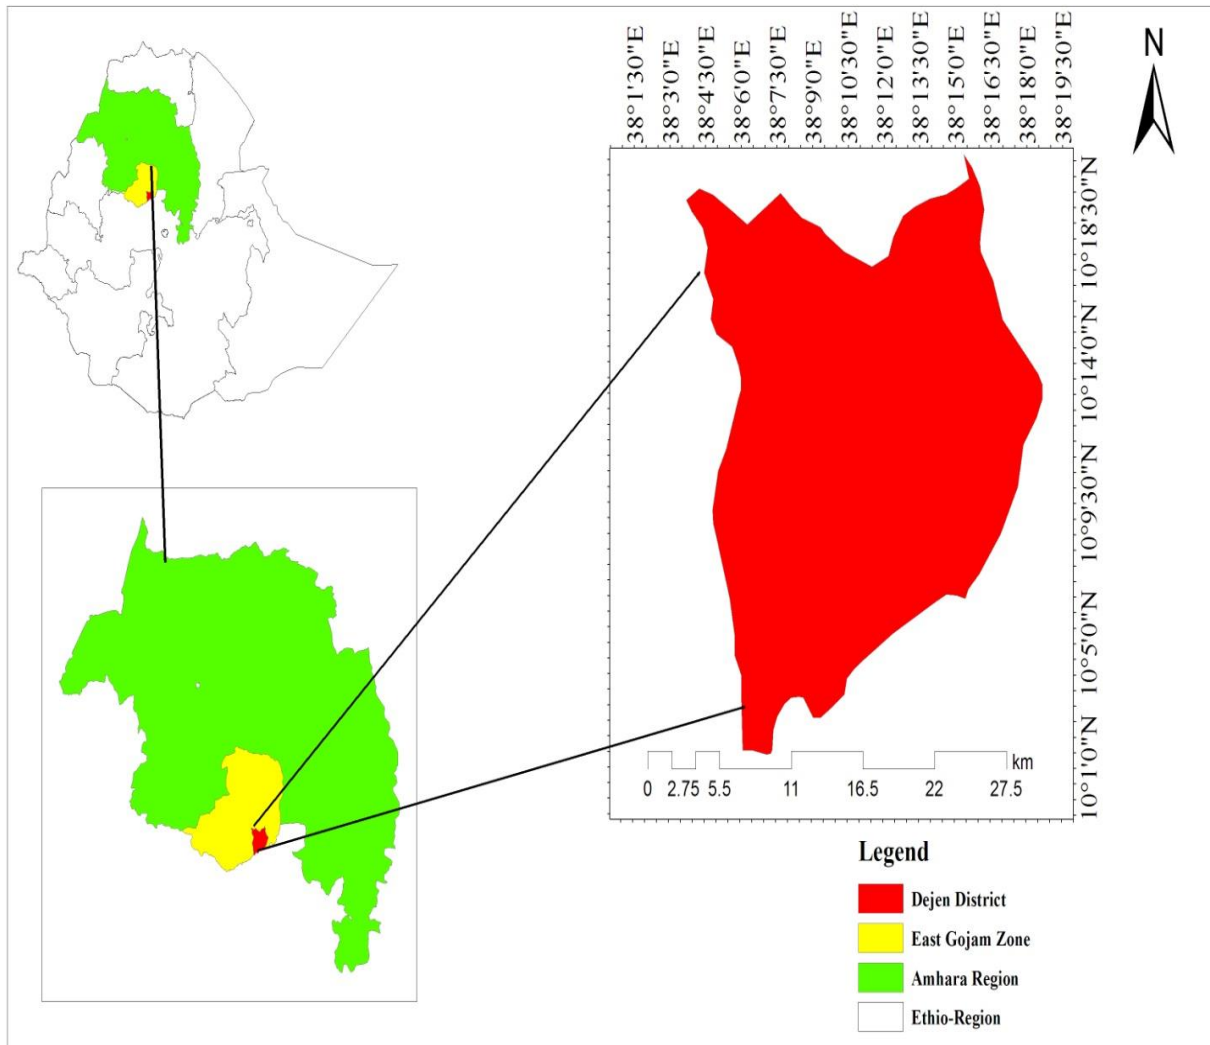 38°1'30"E
38°3'0"E
38°4'30"E
38°6'0"E
38°7'30"E
38°9'0"E
38°10'30"E
38°12'0"E
38°13'30"E
38°15'0"E
38°16'30"E
38°18'0"E
38°19'30"E
N
10°18'30"N
10°14'0"N
10°9'30"N
10°5'0"N
10°1'0"N
km
0 2.75 5.5 11 16.5 22 27.5
Legend
Dejen District
East Gojam Zone
Amhara Region
Ethio-Region